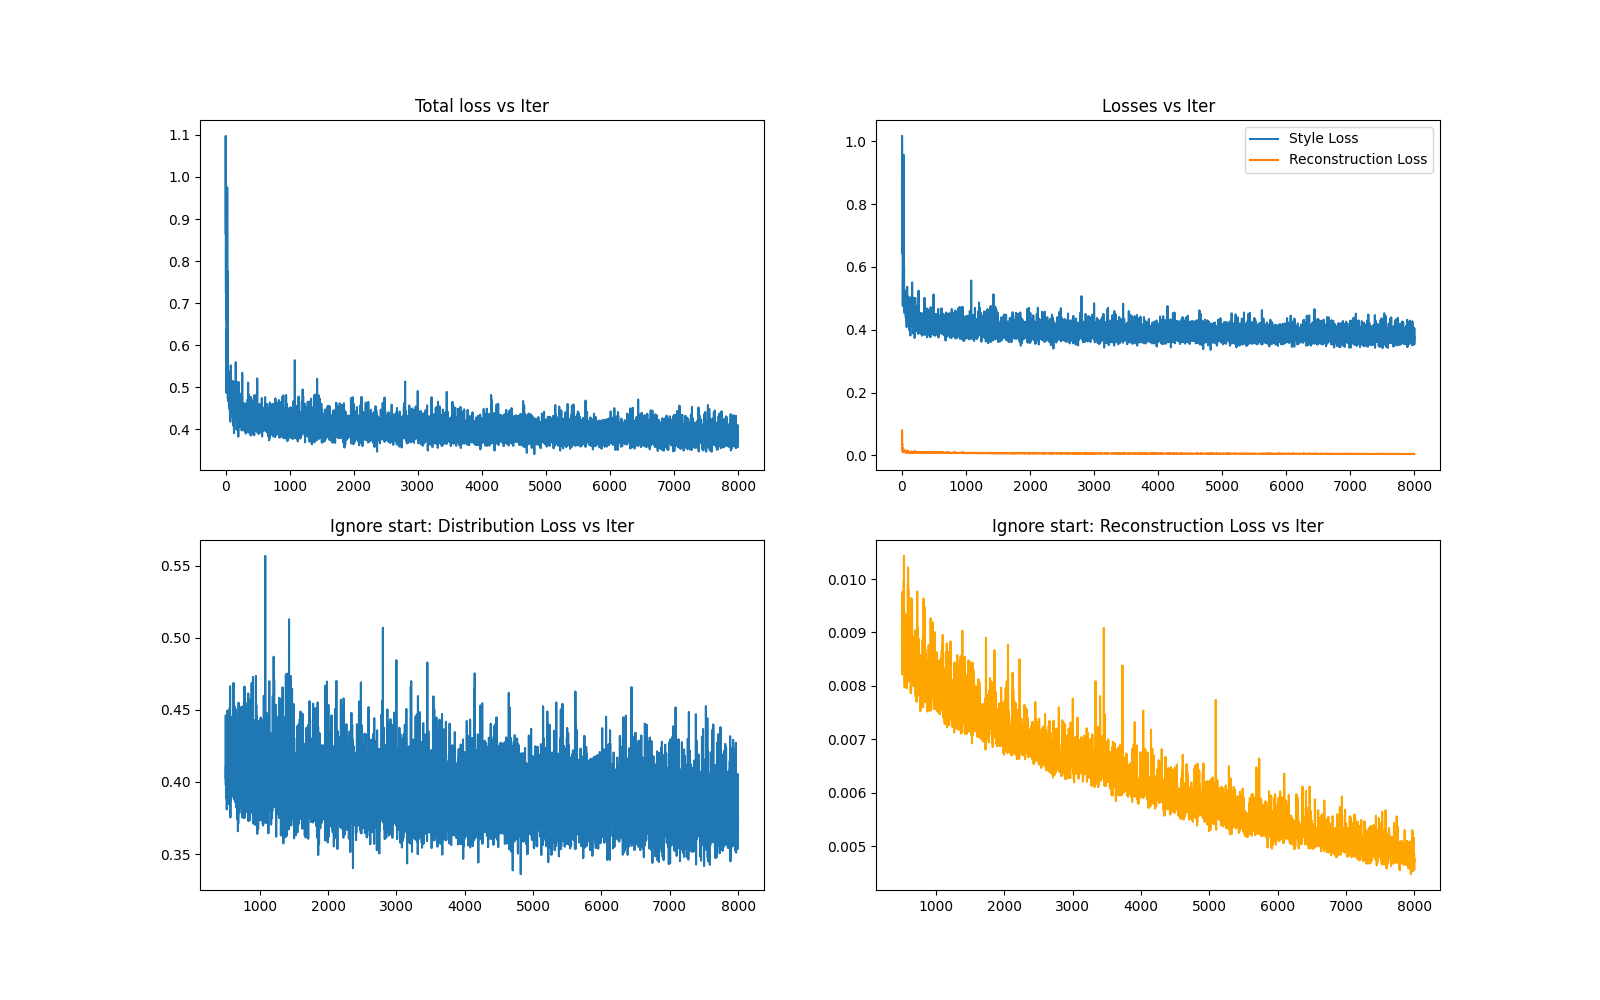 Total loss vs Iter
1.1
1.0
0.9
0.8
0.7
0.6
0.5
0.4
0 1000 2000 3000 4000 5000 6000 7000 8000
Losses vs Iter
Style Loss
Reconstruction Loss
1.0
0.8
0.6
0.4
0.2
0.0
0 1000 2000 3000 4000 5000 6000 7000 8000
Ignore start: Distribution Loss vs Iter
0.55
0.50
0.45
0.40
0.35
1000 2000 3000 4000 5000 6000 7000 8000
Ignore start: Reconstruction Loss vs Iter
0.010
0.009
0.008
0.007
0.006
0.005
1000 2000 3000 4000 5000 6000 7000 8000